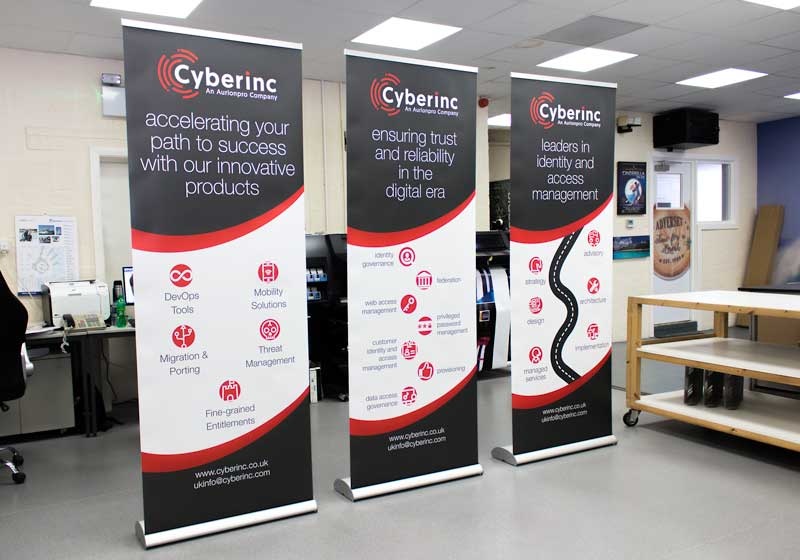 Cyberinc
An Aurionpro Company
accelerating your
path to success
with our innovative
products
DevOps
Tools
Mobility
Solutions
Migration &
Porting
Threat
Management
Fine-grained
Entitlements
www.cyberinc.co.uk
ukinfo@cyberinc.com
Cyberinc
An Aurionpro Company
ensuring trust
and reliability
in the
digital era
identity
governance
federation
web access
management
privileged
password
management
customer
identity and
access
management
provisioning
data access
governance
www.cyberinc.co.uk
ukinfo@cyberinc.com
Cyberinc
An Aurionpro Company
leaders in
identity and
access
management
advisory
strategy
architecture
design
implementation
managed
services
www.cyberinc.co.uk
ukinfo@cyberinc.com
CINDERELLA
ADVERSET